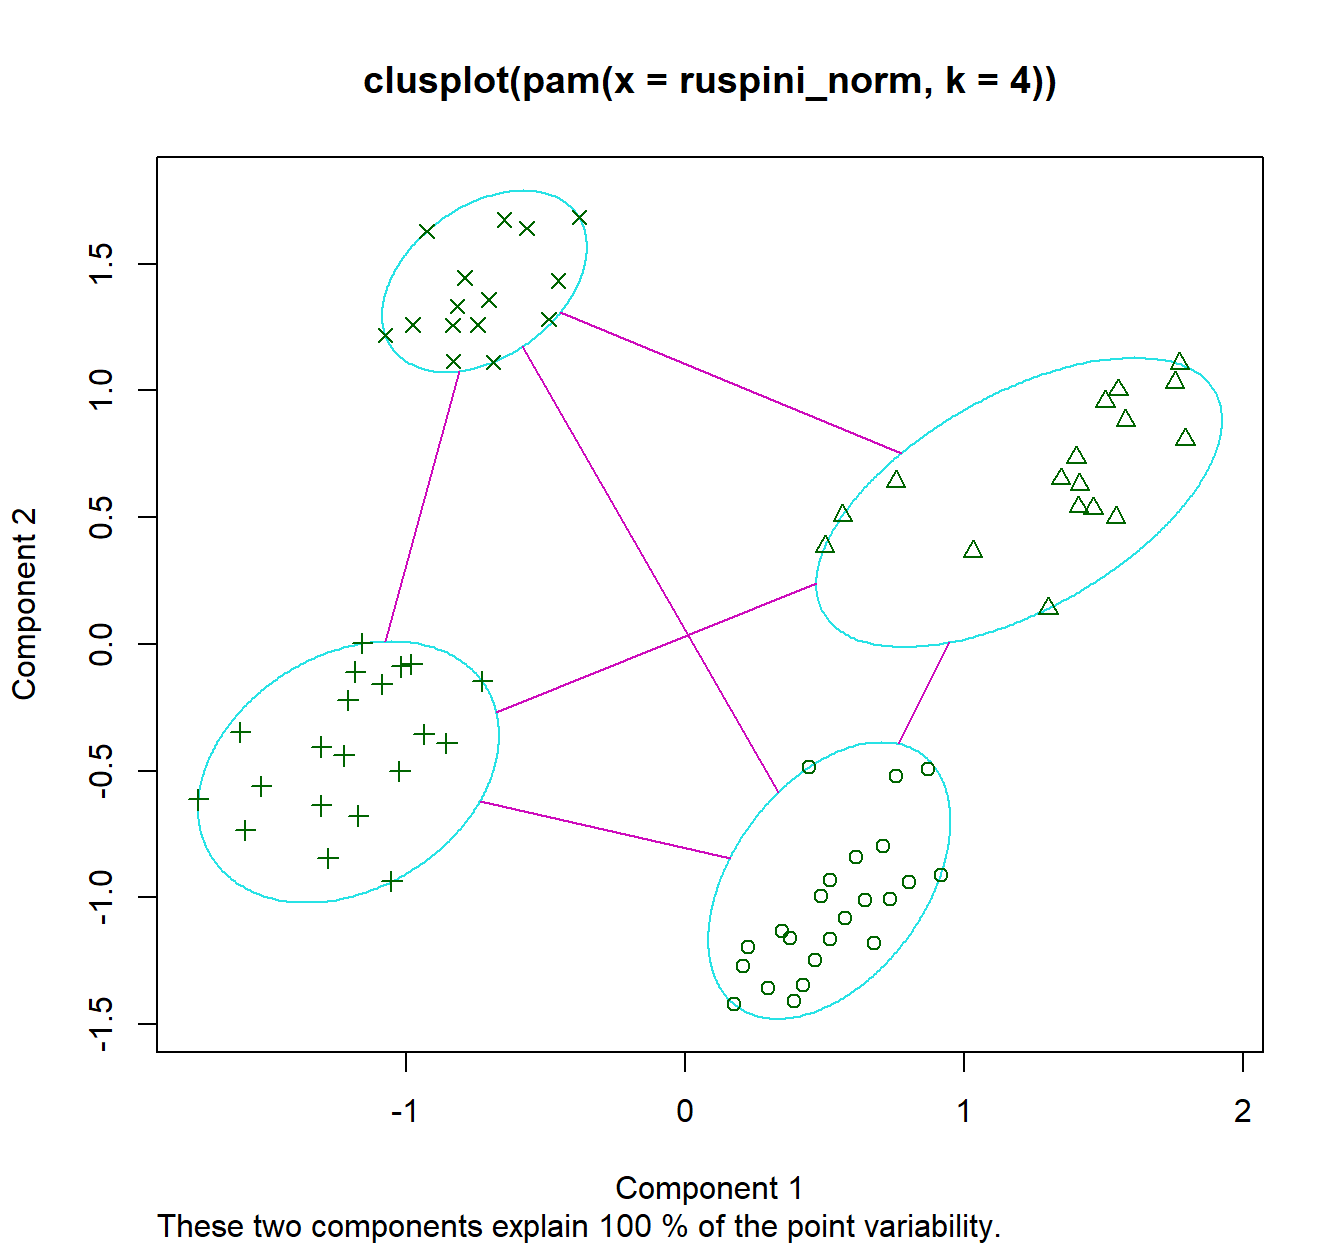 clusplot(pam(x = ruspini_norm, k = 4))
1.5
1.0
0.5
0.0
-0.5
-1.0
-1.5
Component 2
-1
0
1
2
Component 1
These two components explain 100 % of the point variability.